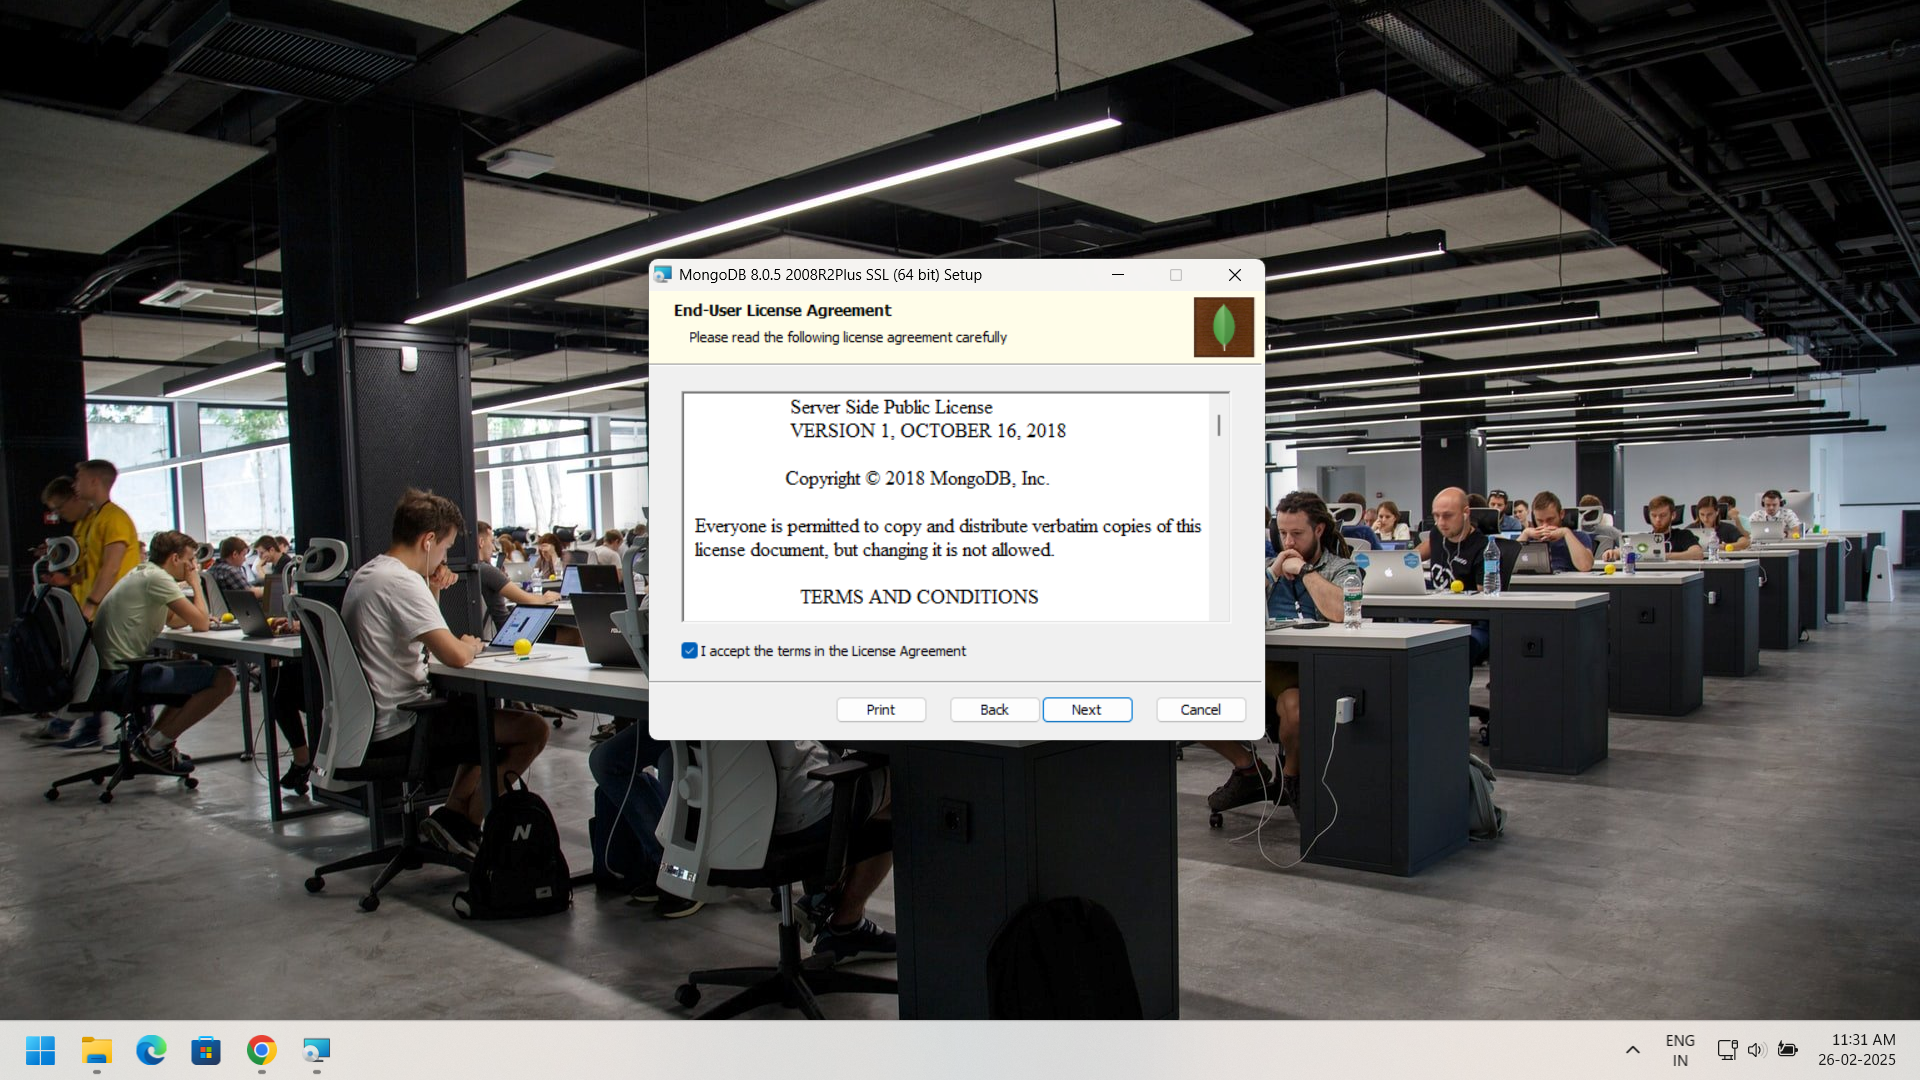 MongoDB 8.0.5 2008R2Plus SSL (64 bit) Setup
End-User License Agreement
Please read the following license agreement carefully
Server Side Public License
VERSION 1, OCTOBER 16, 2018
Copyright © 2018 MongoDB, Inc.
Everyone is permitted to copy and distribute verbatim copies of this
license document, but changing it is not allowed.
TERMS AND CONDITIONS
I accept the terms in the License Agreement
Print Back Next Cancel
N
ENG
IN
11:31 AM
26-02-2025